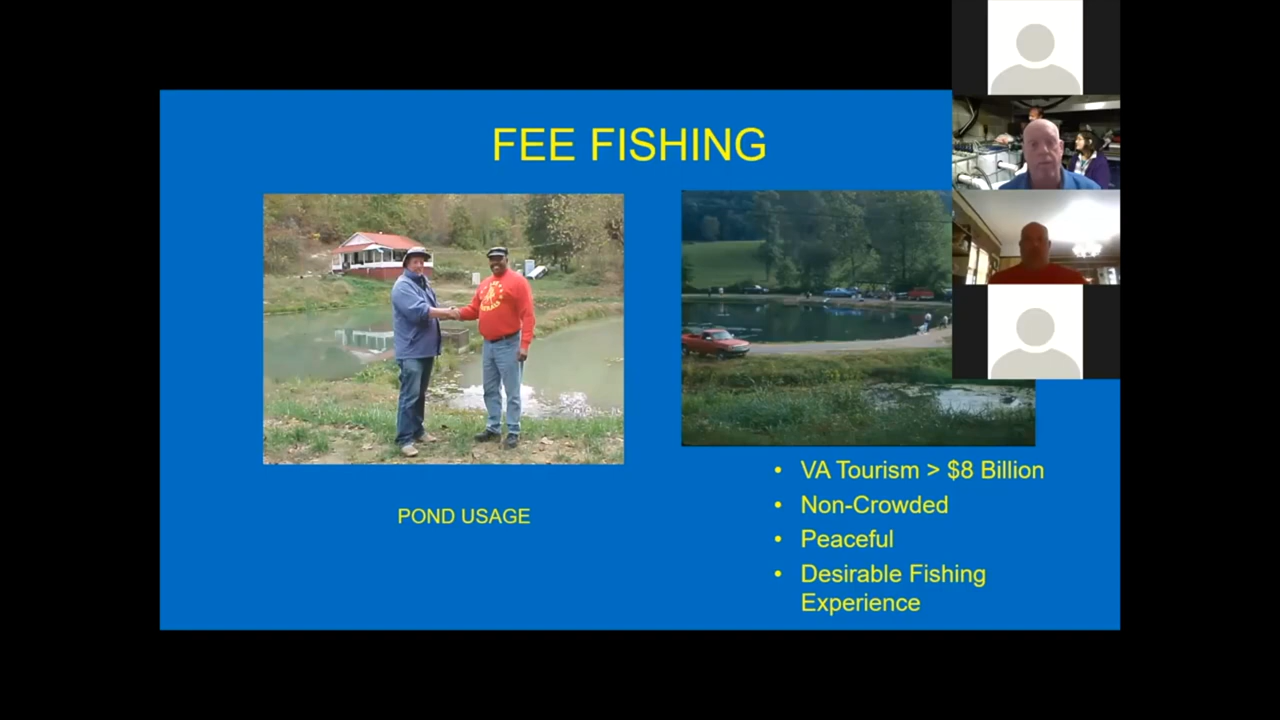 FEE FISHING
POND USAGE
• VA Tourism > $8 Billion
• Non-Crowded
• Peaceful
• Desirable Fishing
Experience